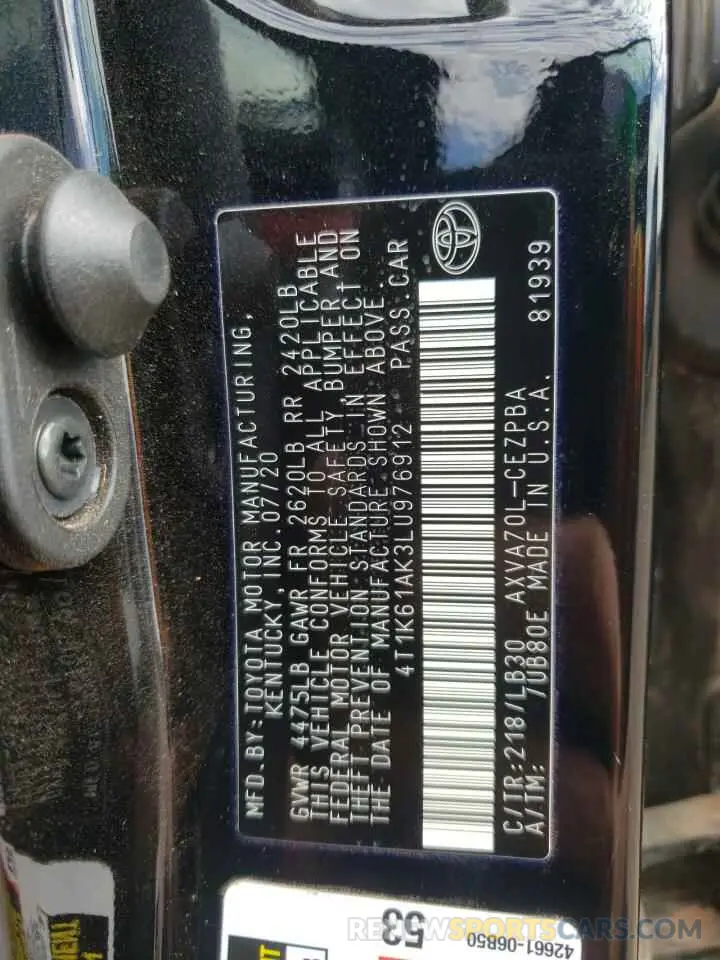 MFD.BY:TOYOTA MOTOR MANUFACTURING,
KENTUCKY, INC. 07/20
GVWR 4475LB GAWR FR 2620LB RR 2420LB
THIS VEHICLE CONFORMS TO ALL APPLICABLE
FEDERAL MOTOR VEHICLE SAFETY BUMPER AND
THEFT PREVENTION STANDARDS IN EFFECT ON
THE DATE OF MANUFACTURE SHOWN ABOVE.
4T1K61AK3LU976912 PASS.CAR
C/TR:218/LB30 AXVA70L-CEZPBA
A/TM: 7UB80E MADE IN U.S.A. 81939
53
42661-06B50
REVIEWSPORTSCARS.COM